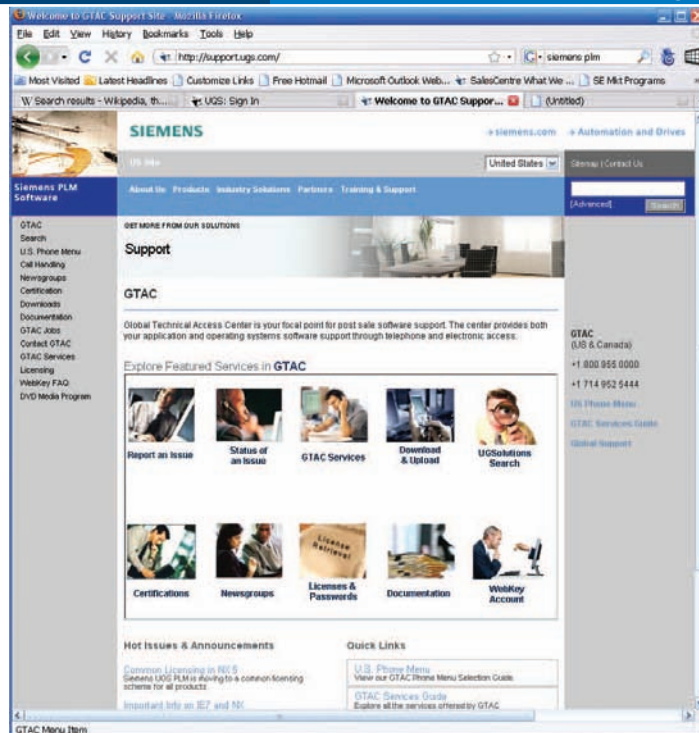 Welcome to GTAC Support Site - Mozilla Firefox
File Edit View History Bookmarks Tools Help
http://support.ugs.com/
siemens plm
Most Visited Latest Headlines Customize Links Free Hotmail Microsoft Outlook Web... SalesCentre What We ... SE Mkt Programs
Search results - Wikipedia, th... UGS: Sign In Welcome to GTAC Suppor... (Untitled)
SIEMENS
siemens.com Automation and Drives
United States Sitemap | Contact Us
Siemens PLM Software
About Us Products Industry Solutions Partners Training & Support
[Advanced] Search
GTAC
Search
U.S. Phone Menu
Call Handling
Newsgroups
Certification
Downloads
Documentation
GTAC Jobs
Contact GTAC
GTAC Services
Licensing
WebKey FAQ
DVD Media Program
GET MORE FROM OUR SOLUTIONS
Support
GTAC
Global Technical Access Center is your focal point for post sale software support. The center provides both
your application and operating systems software support through telephone and electronic access.
Explore Featured Services in GTAC
Report an Issue
Status of an Issue
GTAC Services
Download & Upload
UGSolutions Search
Certifications
Newsgroups
License Retrieval
Licenses & Passwords
Documentation
WebKey Account
Hot Issues & Announcements
Common Licensing in NX 6
Siemens UGS PLM is moving to a common licensing
scheme for all products
Important Info on IE7 and NX
Quick Links
U.S. Phone Menu
View our GTAC Phone Menu Selection Guide.
GTAC Services Guide
Explore all the services offered by GTAC
GTAC
(US & Canada)
+1 800 955 0000
+1 714 952 5444
US Phone Menu
GTAC Services Guide
Global Support
GTAC Menu Item